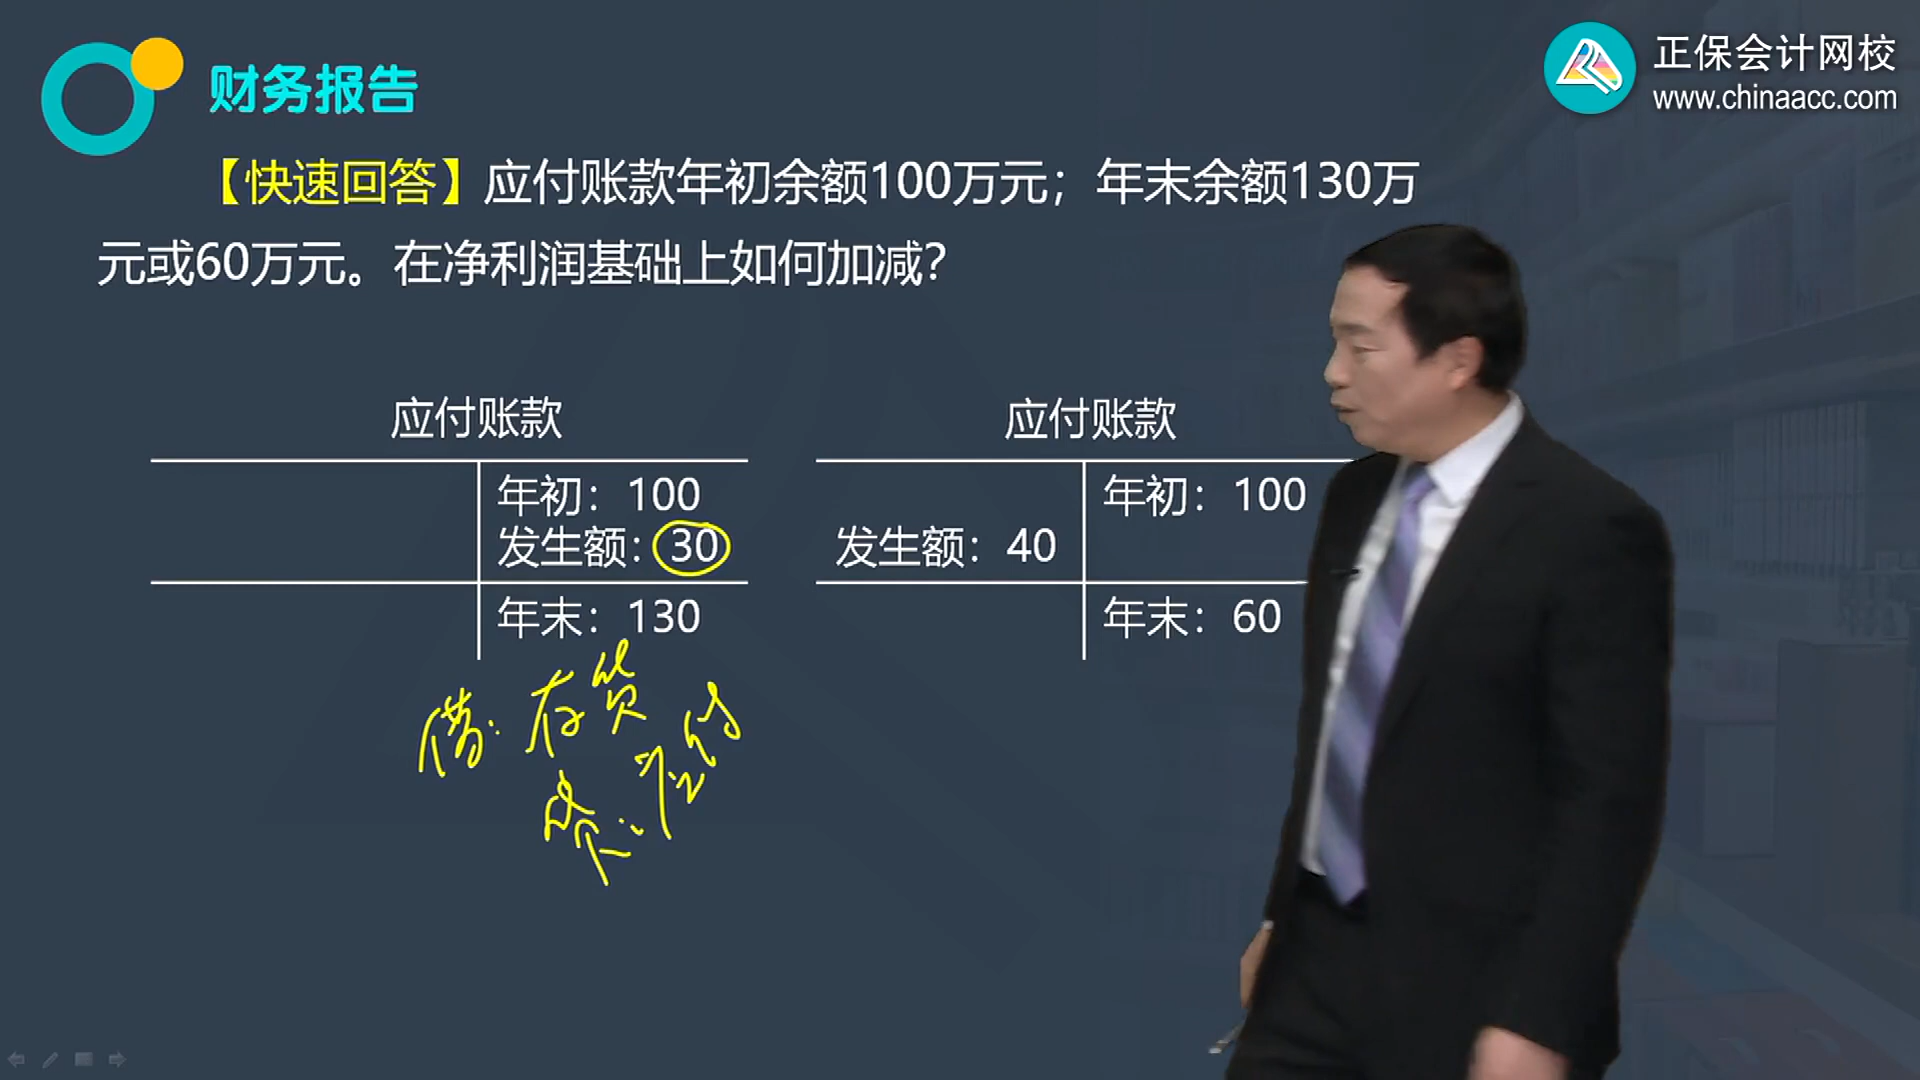 财务报告
正保会计网校
www.chinaacc.com
【快速回答】应付账款年初余额100万元；年末余额130万
元或60万元。在净利润基础上如何加减？
应付账款
年初：100
发生额：30
年末：130
应付账款
年初：100
发生额：40
年末：60
借：存货
贷：应付